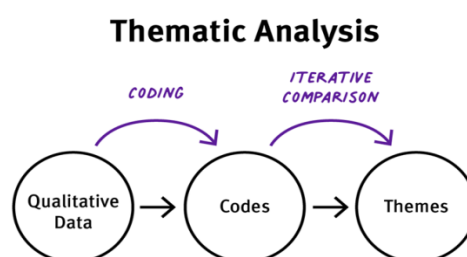 Thematic Analysis
CODING
ITERATIVE
COMPARISON
Qualitative
Data
Codes
Themes